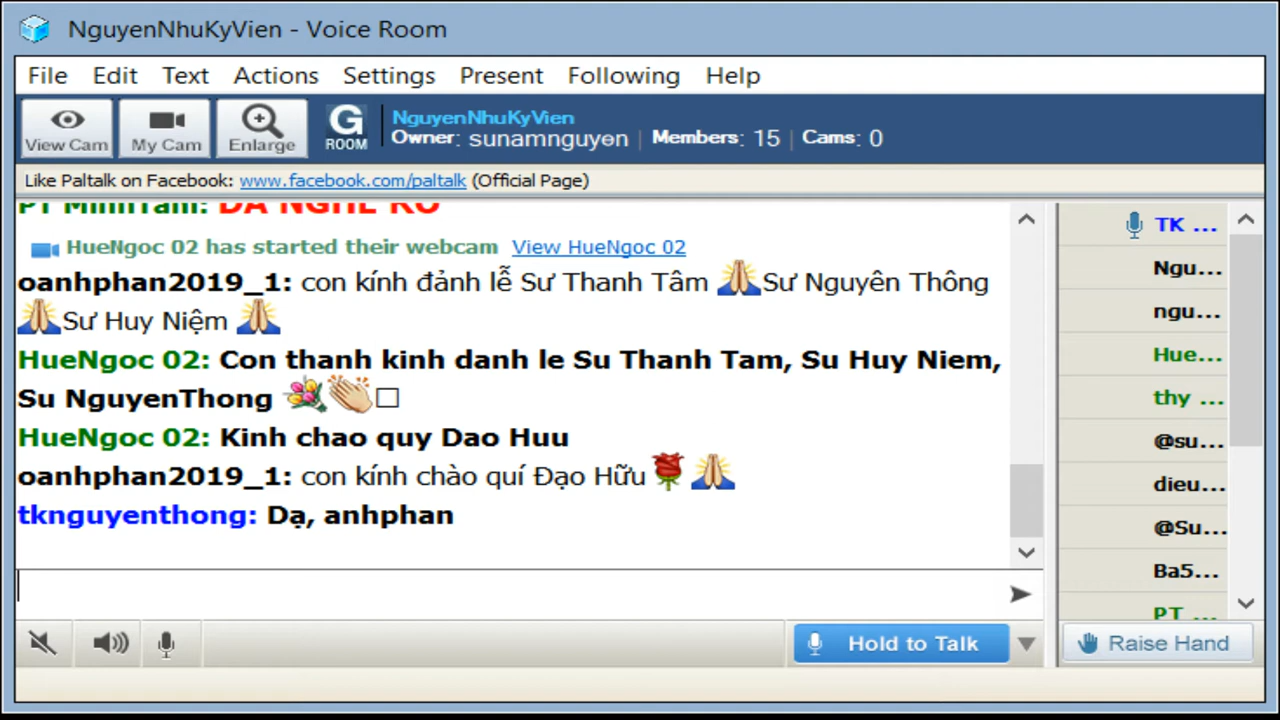 NguyenNhuKyVien - Voice Room
File Edit Text Actions Settings Present Following Help
View Cam
My Cam
Enlarge
G
ROOM
NguyenNhuKyVien
Owner: sunamnguyen | Members: 15 | Cams: 0
Like Paltalk on Facebook: www.facebook.com/paltalk (Official Page)
HueNgoc 02 has started their webcam View HueNgoc 02
oanhphan2019_1: con kính đảnh lễ Sư Thanh Tâm 🙏Sư Nguyên Thông
🙏Sư Huy Niệm 🙏
HueNgoc 02: Con thanh kinh danh le Su Thanh Tam, Su Huy Niem,
Su NguyenThong 💐👏□
HueNgoc 02: Kinh chao quy Dao Huu
oanhphan2019_1: con kính chào quí Đạo Hữu🌹🙏
tknguyenthong: Dạ, anhphan
TK ...
Ngu...
ngu...
Hue...
thy ...
@su...
dieu...
@Su...
Ba5...
PT ...
Hold to Talk
Raise Hand